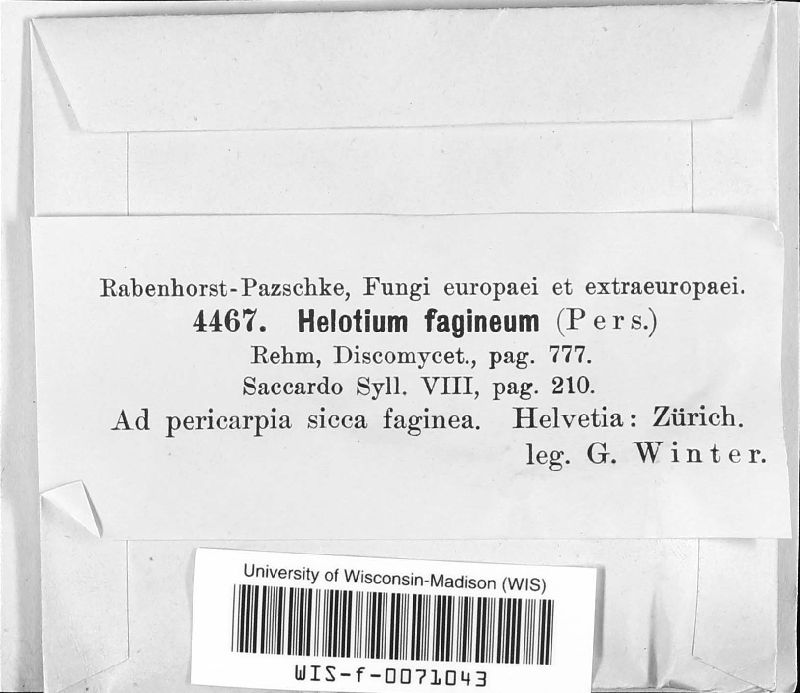 Rabenhorst-Pazschke, Fungi europaei et extraeuropaei.
4467. Helotium fagineum (Pers.)
Rehm, Discomycet., pag. 777.
Saccardo Syll. VIII, pag. 210.
Ad pericarpia sicca faginea. Helvetia: Zürich.
leg. G. Winter.
University of Wisconsin-Madison (WIS)
WIS-f-0071043